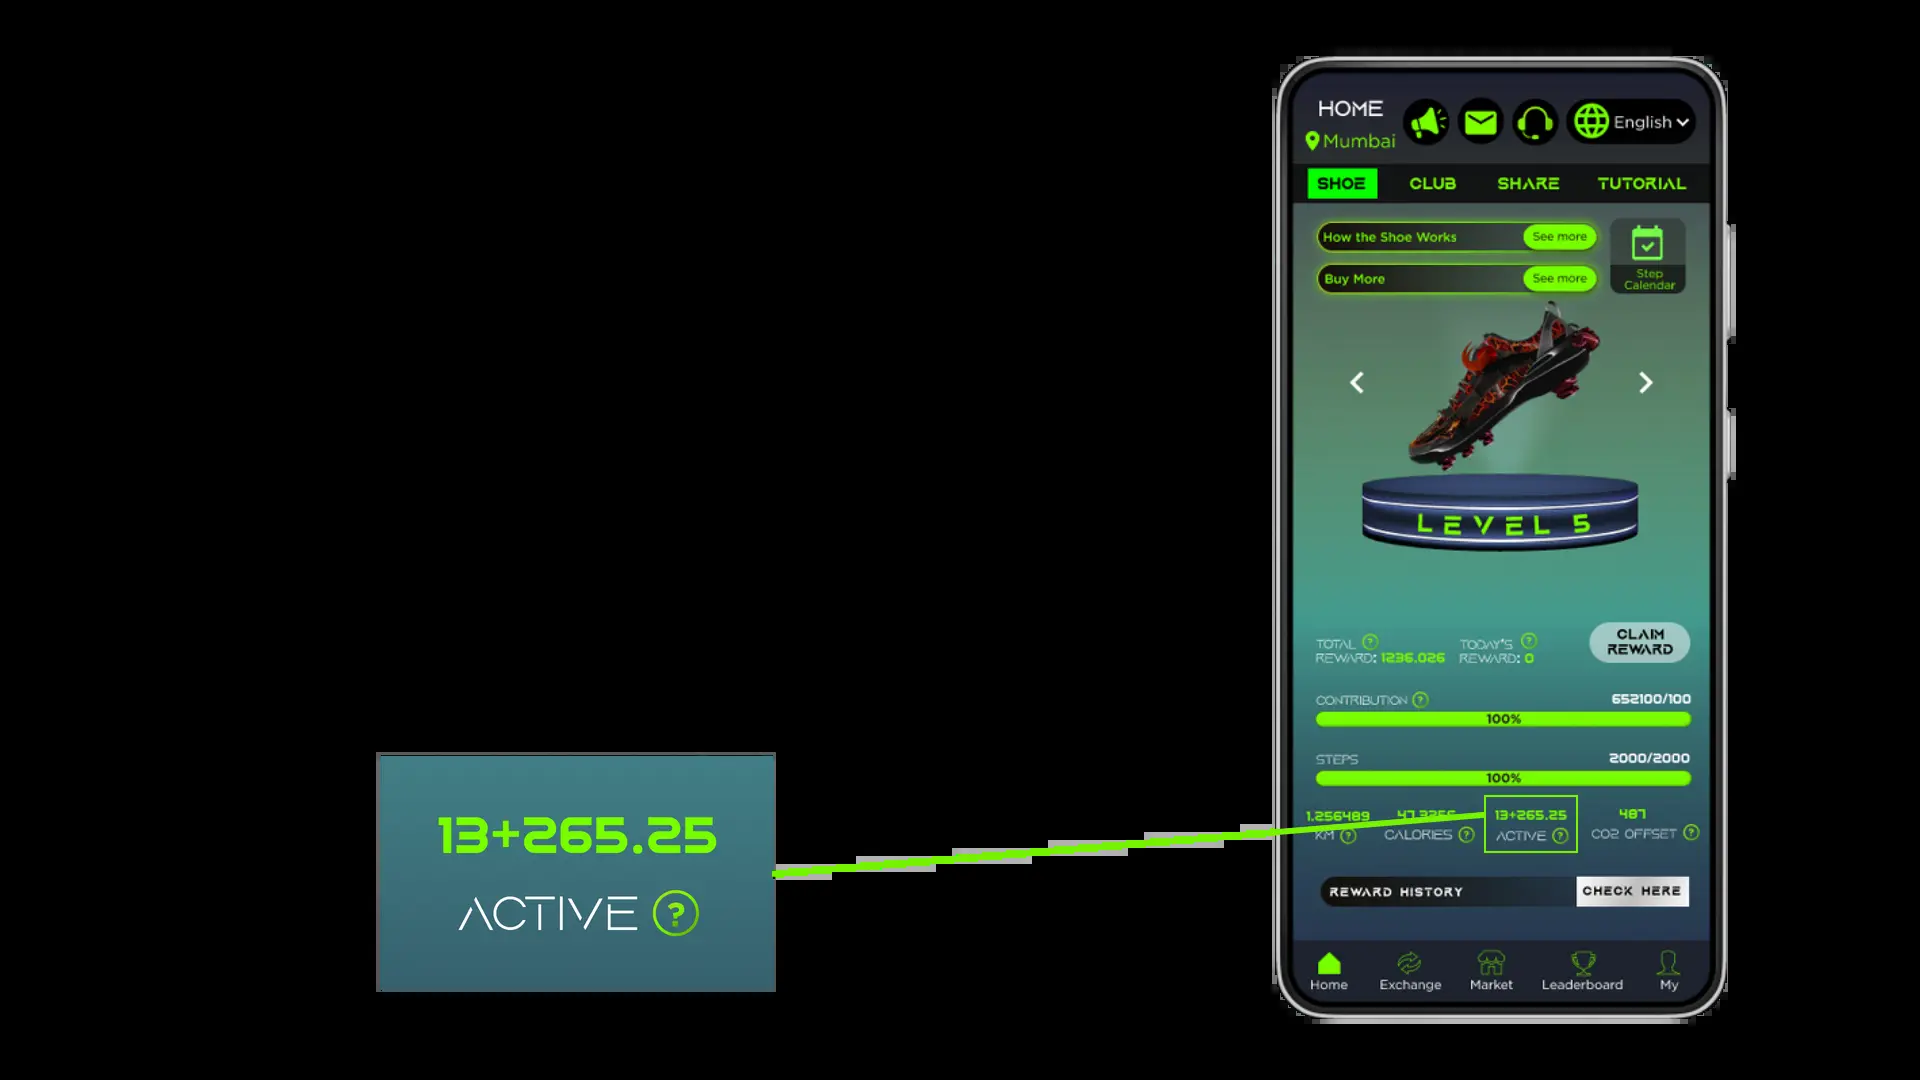 HOME
Mumbai
English
SHOE CLUB SHARE TUTORIAL
How the Shoe Works See more
Buy More See more
Step
Calendar
LEVEL 5
TOTAL ?
REWARD: 1236.026
TODAY'S ?
REWARD: 0
CLAIM
REWARD
CONTRIBUTION ? 652100/100
100%
STEPS 2000/2000
100%
1.256489
KM ?
CALORIES ?
13+265.25
ACTIVE ?
487
CO2 OFFSET ?
REWARD HISTORY CHECK HERE
Home Exchange Market Leaderboard My
13+265.25
ACTIVE ?